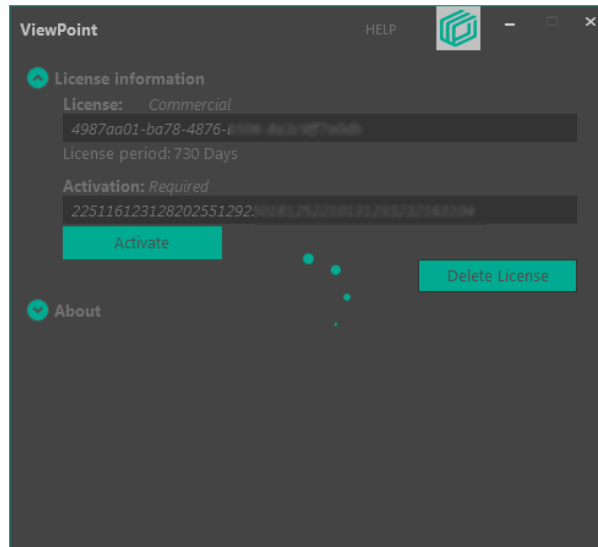 ViewPoint HELP
License information
License: Commercial
4987aa01-ba78-4876-
License period: 730 Days
Activation: Required
225116123128202551292
Activate
Delete License
About